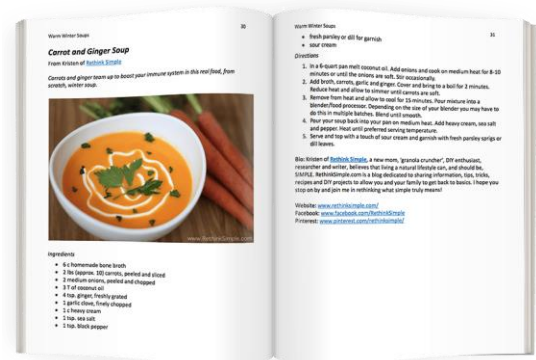 Warm Winter Soups
30
Carrot and Ginger Soup
From Kristen of Rethink Simple
Carrots and ginger team up to boost your immune system in this real food, from
scratch, winter soup.
www.RethinkSimple.com
Ingredients
• 6 c homemade bone broth
• 2 lbs (approx. 10) carrots, peeled and sliced
• 2 medium onions, peeled and chopped
• 3 T of coconut oil
• 4 tsp. ginger, freshly grated
• 1 garlic clove, finely chopped
• 1 c heavy cream
• 1 tsp. sea salt
• 1 tsp. black pepper
Warm Winter Soups
31
• fresh parsley or dill for garnish
• sour cream
Directions
1. In a 6-quart pan melt coconut oil. Add onions and cook on medium heat for 8-10
minutes or until the onions are soft. Stir occasionally.
2. Add broth, carrots, garlic and ginger. Cover and bring to a boil for 2 minutes.
Reduce heat and allow to simmer until carrots are soft.
3. Remove from heat and allow to cool for 15 minutes. Pour mixture into a
blender/food processor. Depending on the size of your blender you may have to
do this in multiple batches. Blend until smooth.
4. Pour your soup back into your pan on medium heat. Add heavy cream, sea salt
and pepper. Heat until preferred serving temperature.
5. Serve and top with a touch of sour cream and garnish with fresh parsley sprigs or
dill leaves.
Bio: Kristen of Rethink Simple, a new mom, 'granola cruncher', DIY enthusiast,
researcher and writer, believes that living a natural lifestyle can, and should be,
SIMPLE. RethinkSimple.com is a blog dedicated to sharing information, tips, tricks,
recipes and DIY projects to allow you and your family to get back to basics. I hope you
stop on by and join me in rethinking what simple truly means!
Website: www.rethinksimple.com/
Facebook: www.facebook.com/RethinkSimple
Pinterest: www.pinterest.com/rethinksimple/